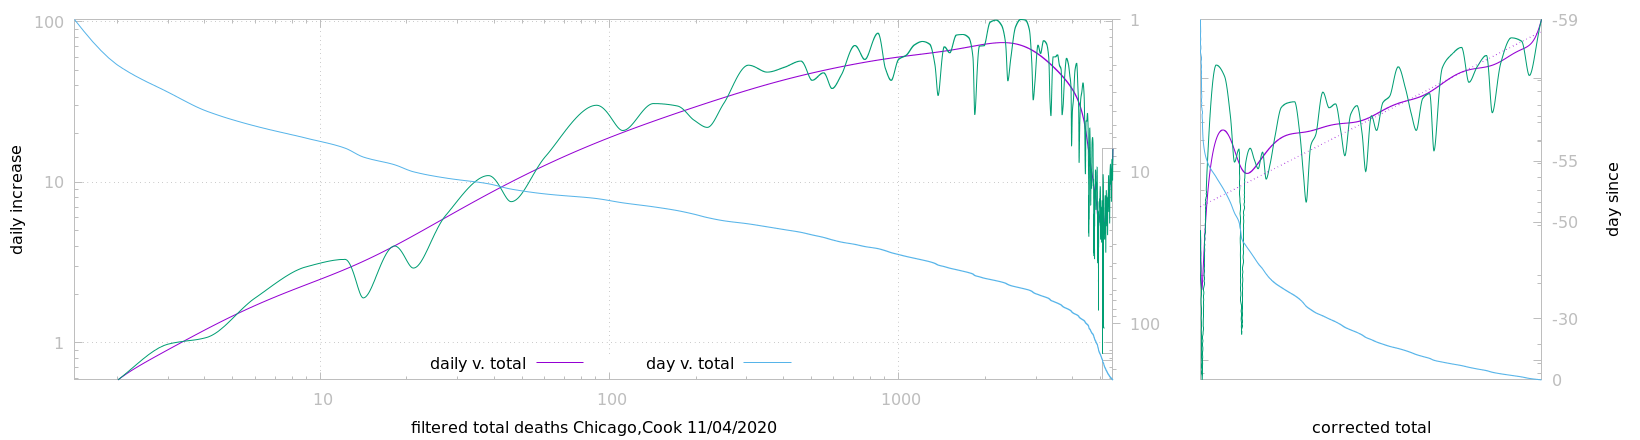 100
10
1
daily increase
10
100
1000
1
10
100
daily v. total
day v. total
filtered total deaths Chicago,Cook 11/04/2020
-59
-55
-50
-30
0
day since
corrected total